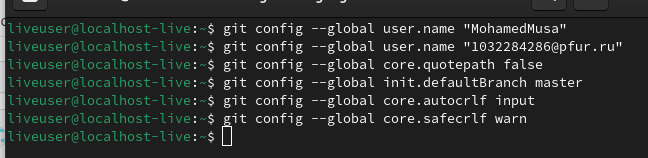 liveuser@localhost-live:~$ git config --global user.name "MohamedMusa"
liveuser@localhost-live:~$ git config --global user.name "1032284286@pfur.ru"
liveuser@localhost-live:~$ git config --global core.quotepath false
liveuser@localhost-live:~$ git config --global init.defaultBranch master
liveuser@localhost-live:~$ git config --global core.autocrlf input
liveuser@localhost-live:~$ git config --global core.safecrlf warn
liveuser@localhost-live:~$